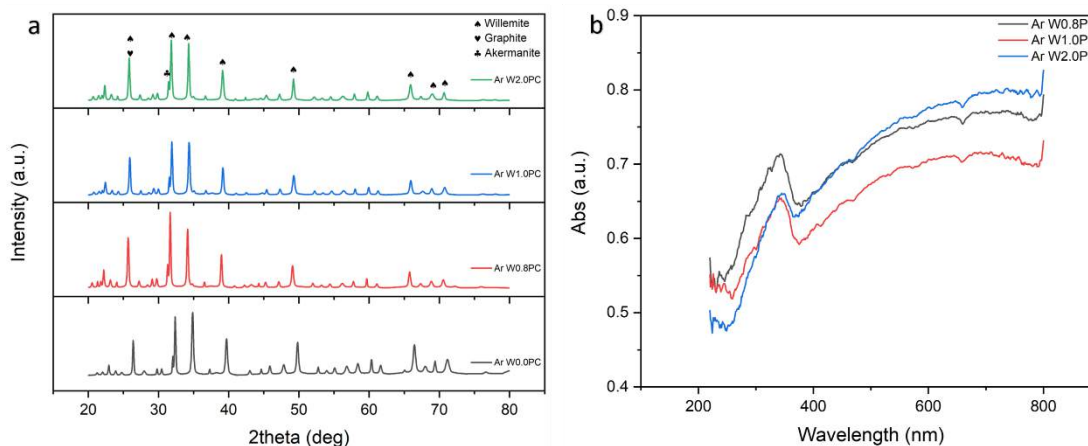 a
♠ Willemite
♥ Graphite
♣ Akermanite
Ar W2.0PC
Ar W1.0PC
Ar W0.8PC
Ar W0.0PC
Intensity (a.u.)
20 30 40 50 60 70 80
2theta (deg)
b
Ar W0.8P
Ar W1.0P
Ar W2.0P
0.9
0.8
0.7
0.6
0.5
0.4
Abs (a.u.)
200 400 600 800
Wavelength (nm)